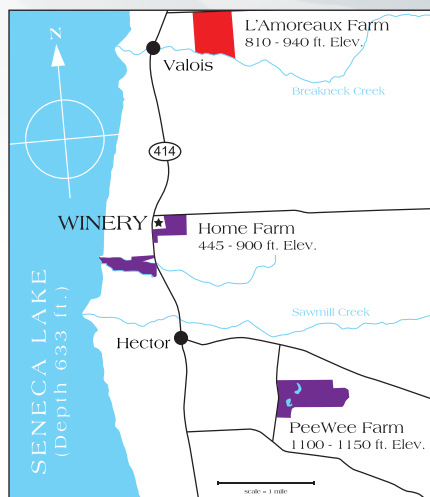 L'Amoreaux Farm
810 - 940 ft. Elev.
N
Valois
Breakneck Creek
414
WINERY
Home Farm
445 - 900 ft. Elev.
SENECA LAKE
(Depth 633 ft.)
Sawmill Creek
Hector
PeeWee Farm
1100 - 1150 ft. Elev.
scale = 1 mile